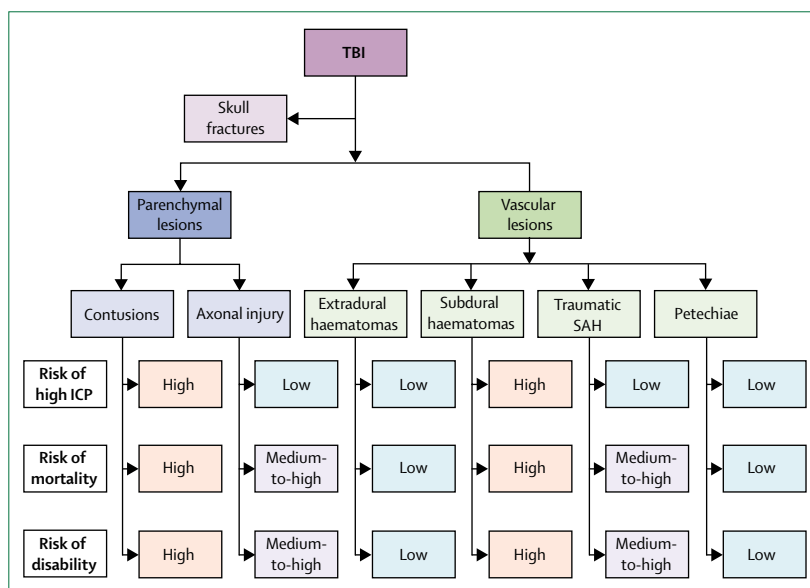 TBI
Skull
fractures
Parenchymal
lesions
Vascular
lesions
Contusions
Axonal injury
Extradural
haematomas
Subdural
haematomas
Traumatic
SAH
Petechiae
Risk of
high ICP
High
Low
Low
High
Low
Low
Risk of
mortality
High
Medium-
to-high
Low
High
Medium-
to-high
Low
Risk of
disability
High
Medium-
to-high
Low
High
Medium-
to-high
Low